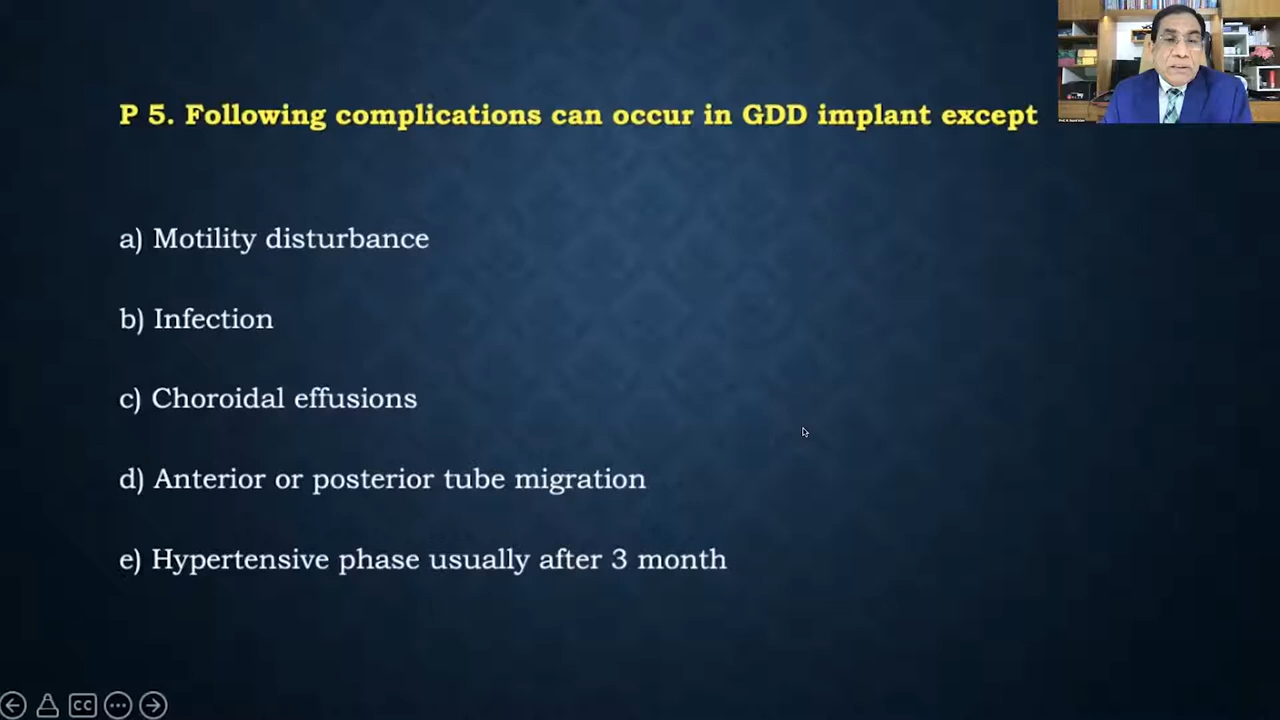 P 5. Following complications can occur in GDD implant except
a) Motility disturbance
b) Infection
c) Choroidal effusions
d) Anterior or posterior tube migration
e) Hypertensive phase usually after 3 month
CC